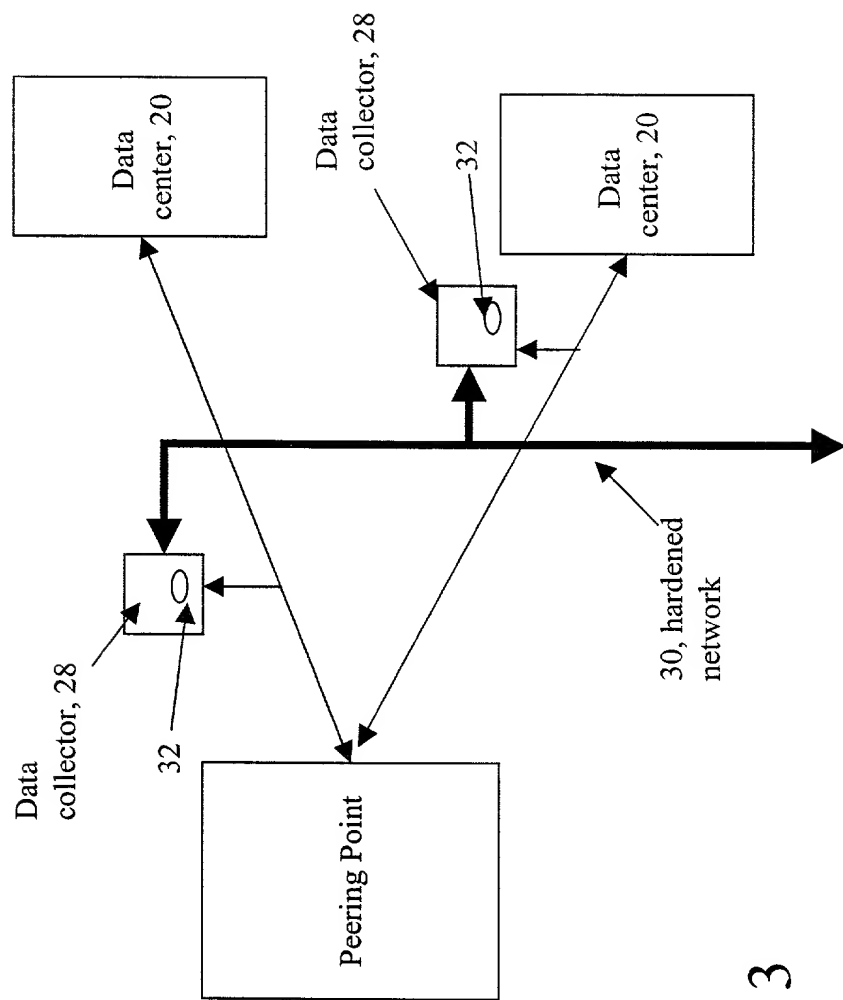 Data
center, 20
Data
collector, 28
32
Data
center, 20
Data
collector, 28
32
30, hardened
network
Peering Point
3